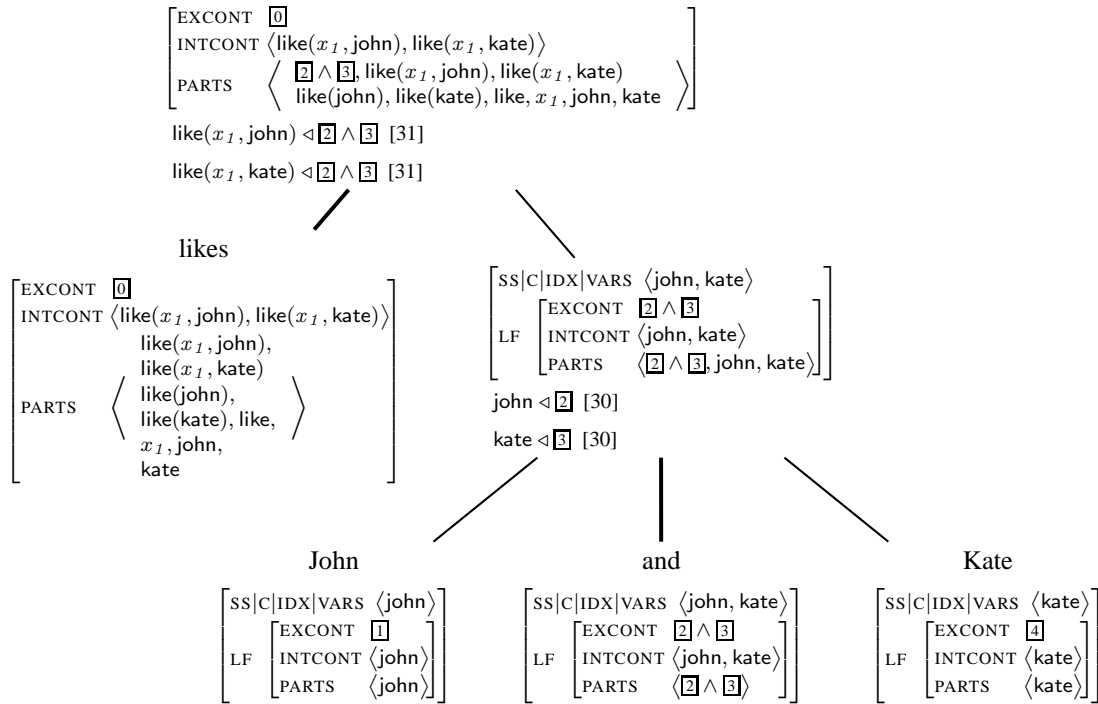 EXCONT 0
INTCONT ⟨like(x1, john), like(x1, kate)⟩
PARTS ⟨ 2 ∧ 3, like(x1, john), like(x1, kate)
like(john), like(kate), like, x1, john, kate ⟩
like(x1, john) ◁ 2 ∧ 3 [31]
like(x1, kate) ◁ 2 ∧ 3 [31]
likes
EXCONT 0
INTCONT ⟨like(x1, john), like(x1, kate)⟩
PARTS ⟨ like(x1, john),
like(x1, kate)
like(john),
like(kate), like,
x1, john,
kate ⟩
SS|C|IDX|VARS ⟨john, kate⟩
LF EXCONT 2 ∧ 3
INTCONT ⟨john, kate⟩
PARTS ⟨2 ∧ 3, john, kate⟩
john ◁ 2 [30]
kate ◁ 3 [30]
John
SS|C|IDX|VARS ⟨john⟩
LF EXCONT 1
INTCONT ⟨john⟩
PARTS ⟨john⟩
and
SS|C|IDX|VARS ⟨john, kate⟩
LF EXCONT 2 ∧ 3
INTCONT ⟨john, kate⟩
PARTS ⟨2 ∧ 3⟩
Kate
SS|C|IDX|VARS ⟨kate⟩
LF EXCONT 4
INTCONT ⟨kate⟩
PARTS ⟨kate⟩